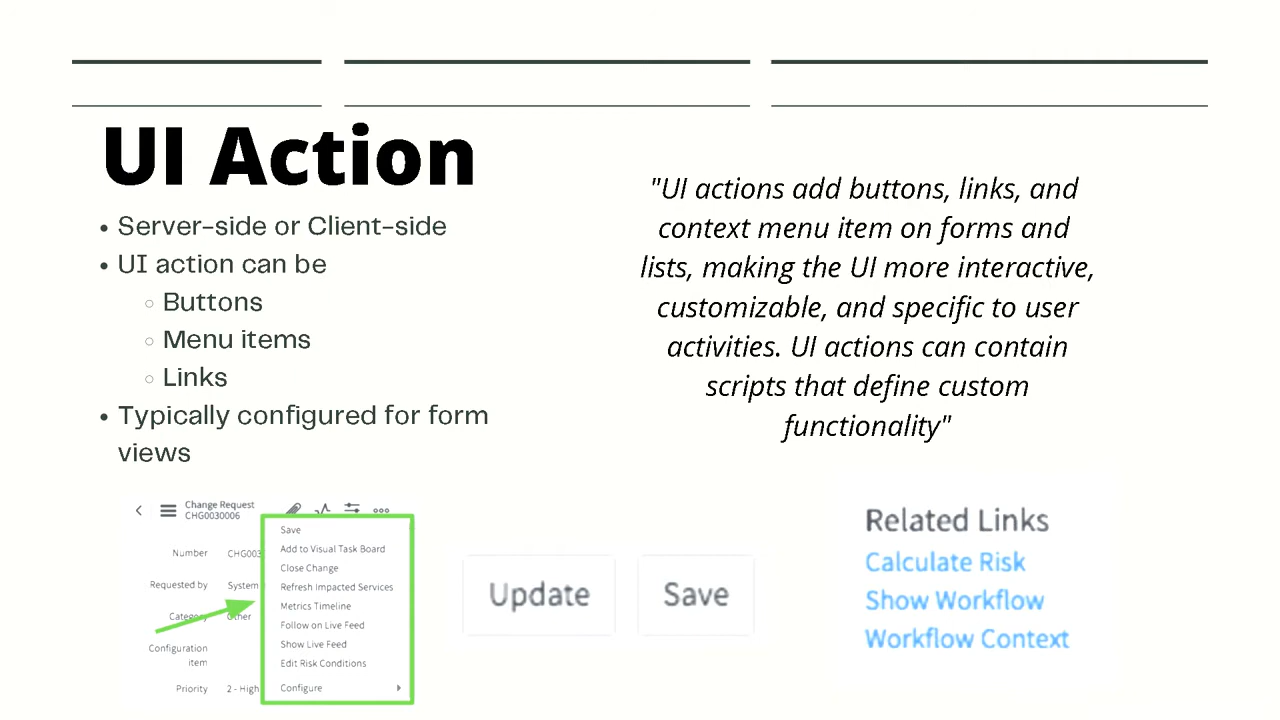 UI Action
Server-side or Client-side
UI action can be
Buttons
Menu items
Links
Typically configured for form
views
"UI actions add buttons, links, and
context menu item on forms and
lists, making the UI more interactive,
customizable, and specific to user
activities. UI actions can contain
scripts that define custom
functionality"
Change Request
CHG0030006
Number CHG003
Requested by System
Category Other
Configuration
item
Priority 2 - High
Save
Add to Visual Task Board
Close Change
Refresh Impacted Services
Metrics Timeline
Follow on Live Feed
Show Live Feed
Edit Risk Conditions
Configure
Update
Save
Related Links
Calculate Risk
Show Workflow
Workflow Context